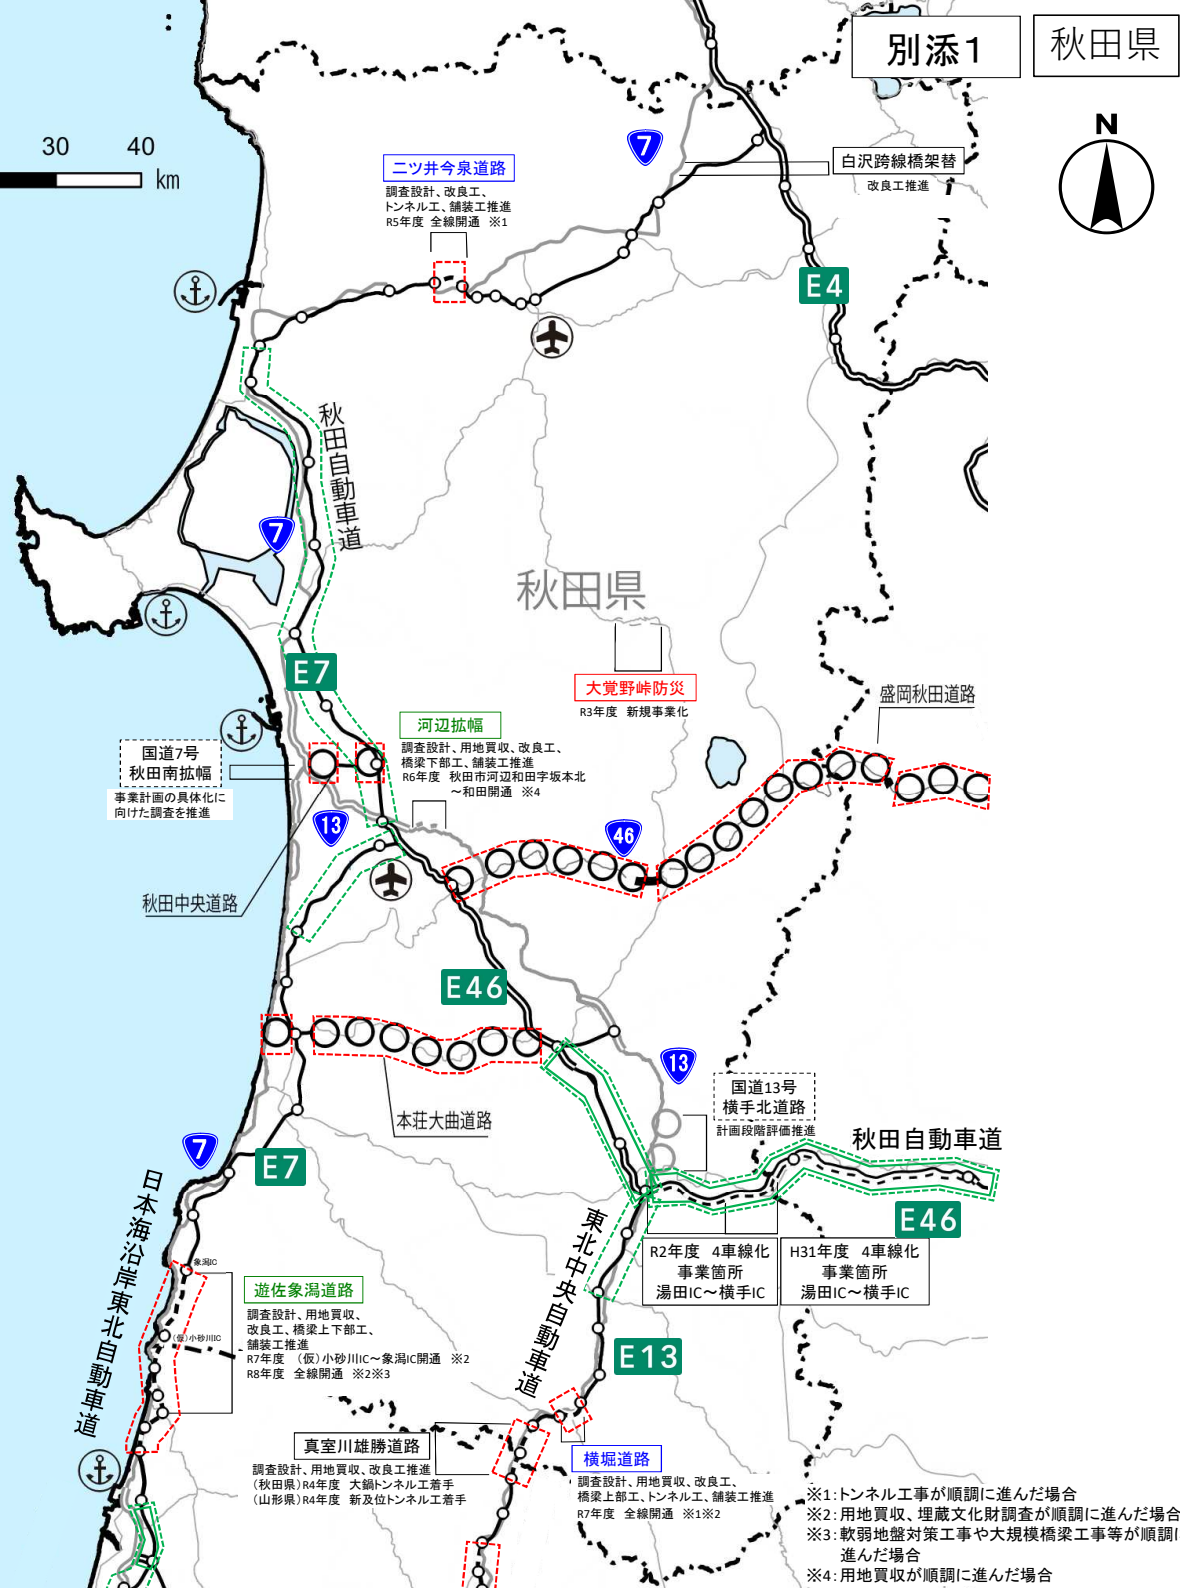 別添1
秋田県
N
30 40
km
7
二ツ井今泉道路
調査設計、改良工、
トンネル工、舗装工推進
R5年度 全線開通 ※1
白沢跨線橋架替
改良工推進
E4
秋田自動車道
7
秋田県
E7
大覚野峠防災
R3年度 新規事業化
盛岡秋田道路
河辺拡幅
調査設計、用地買収、改良工、
橋梁下部工、舗装工推進
R6年度 秋田市河辺和田字坂本北
～和田開通 ※4
国道7号
秋田南拡幅
事業計画の具体化に
向けた調査を推進
13
46
秋田中央道路
E46
13
国道13号
横手北道路
計画段階評価推進
本荘大曲道路
秋田自動車道
7
E7
E46
日本海沿岸東北自動車道
東北中央自動車道
R2年度 4車線化
事業箇所
湯田IC～横手IC
H31年度 4車線化
事業箇所
湯田IC～横手IC
象潟IC
遊佐象潟道路
調査設計、用地買収、
改良工、橋梁上下部工、
舗装工推進
R7年度 （仮）小砂川IC～象潟IC開通 ※2
R8年度 全線開通 ※2※3
（仮）小砂川IC
E13
真室川雄勝道路
調査設計、用地買収、改良工推進
（秋田県）R4年度 大鍋トンネル工着手
（山形県）R4年度 新及位トンネル工着手
横堀道路
調査設計、用地買収、改良工、
橋梁上部工、トンネル工、舗装工推進
R7年度 全線開通 ※1※2
※1：トンネル工事が順調に進んだ場合
※2：用地買収、埋蔵文化財調査が順調に進んだ場合
※3：軟弱地盤対策工事や大規模橋梁工事等が順調に
進んだ場合
※4：用地買収が順調に進んだ場合